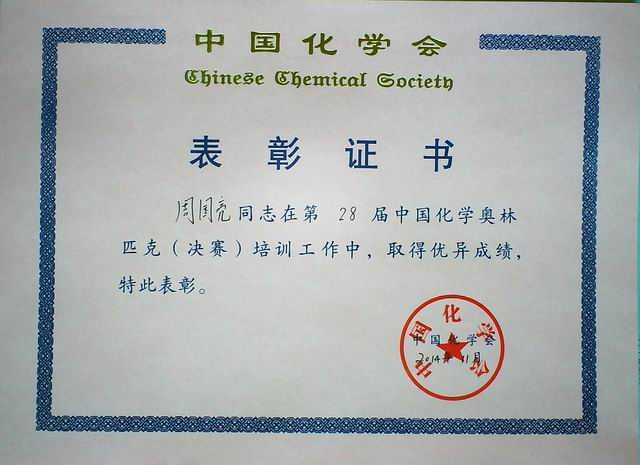 中国化学会
Chinese Chemical Society
表彰证书
周国亮同志在第 28 届中国化学奥林
匹克(决赛)培训工作中,取得优异成绩,
特此表彰。
中国化学会
中国化学会
2014年11月